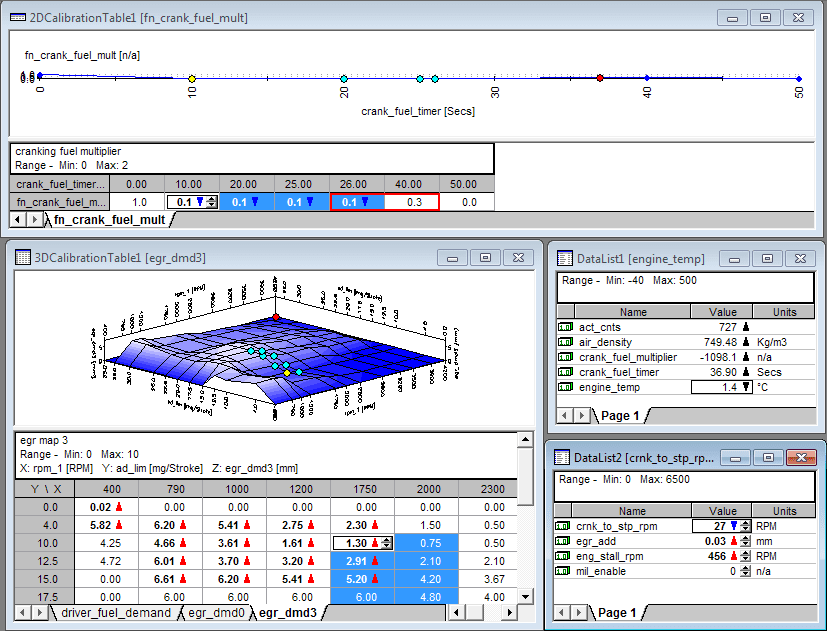 2DCalibrationTable1 [fn_crank_fuel_mult]
fn_crank_fuel_mult [n/a]
0 10 20 30 40 50
crank_fuel_timer [Secs]
cranking fuel multiplier
Range - Min: 0 Max: 2
crank_fuel_timer... 0.00 10.00 20.00 25.00 26.00 40.00 50.00
fn_crank_fuel_m... 1.0 0.1 0.1 0.1 0.1 0.3 0.0
fn_crank_fuel_mult
3DCalibrationTable1 [egr_dmd3]
egr map 3
Range - Min: 0 Max: 10
X: rpm_1 [RPM] Y: ad_lim [mg/Stroke] Z: egr_dmd3 [mm]
Y \ X 400 790 1000 1200 1750 2000 2300
0.0 0.02 0.00 0.00 0.00 0.00 0.00 0.00
4.0 5.82 6.20 5.41 2.75 2.30 1.50 0.50
10.0 4.25 4.66 3.61 1.61 1.30 0.75 0.50
12.5 4.72 6.01 3.70 3.20 2.91 2.10 2.10
15.0 0.00 6.61 6.20 5.41 5.20 4.20 3.67
17.5 0.00 6.00 6.00 6.00 6.00 4.80 4.00
driver_fuel_demand egr_dmd0 egr_dmd3
DataList1 [engine_temp]
Range - Min: -40 Max: 500
Name Value Units
act_cnts 727
air_density 749.48 Kg/m3
crank_fuel_multiplier -1098.1 n/a
crank_fuel_timer 36.90 Secs
engine_temp 1.4 °C
Page 1
DataList2 [crnk_to_stp_rp...
Range - Min: 0 Max: 6500
Name Value Units
crnk_to_stp_rpm 27 RPM
egr_add 0.03 mm
eng_stall_rpm 456 RPM
mil_enable 0 n/a
Page 1